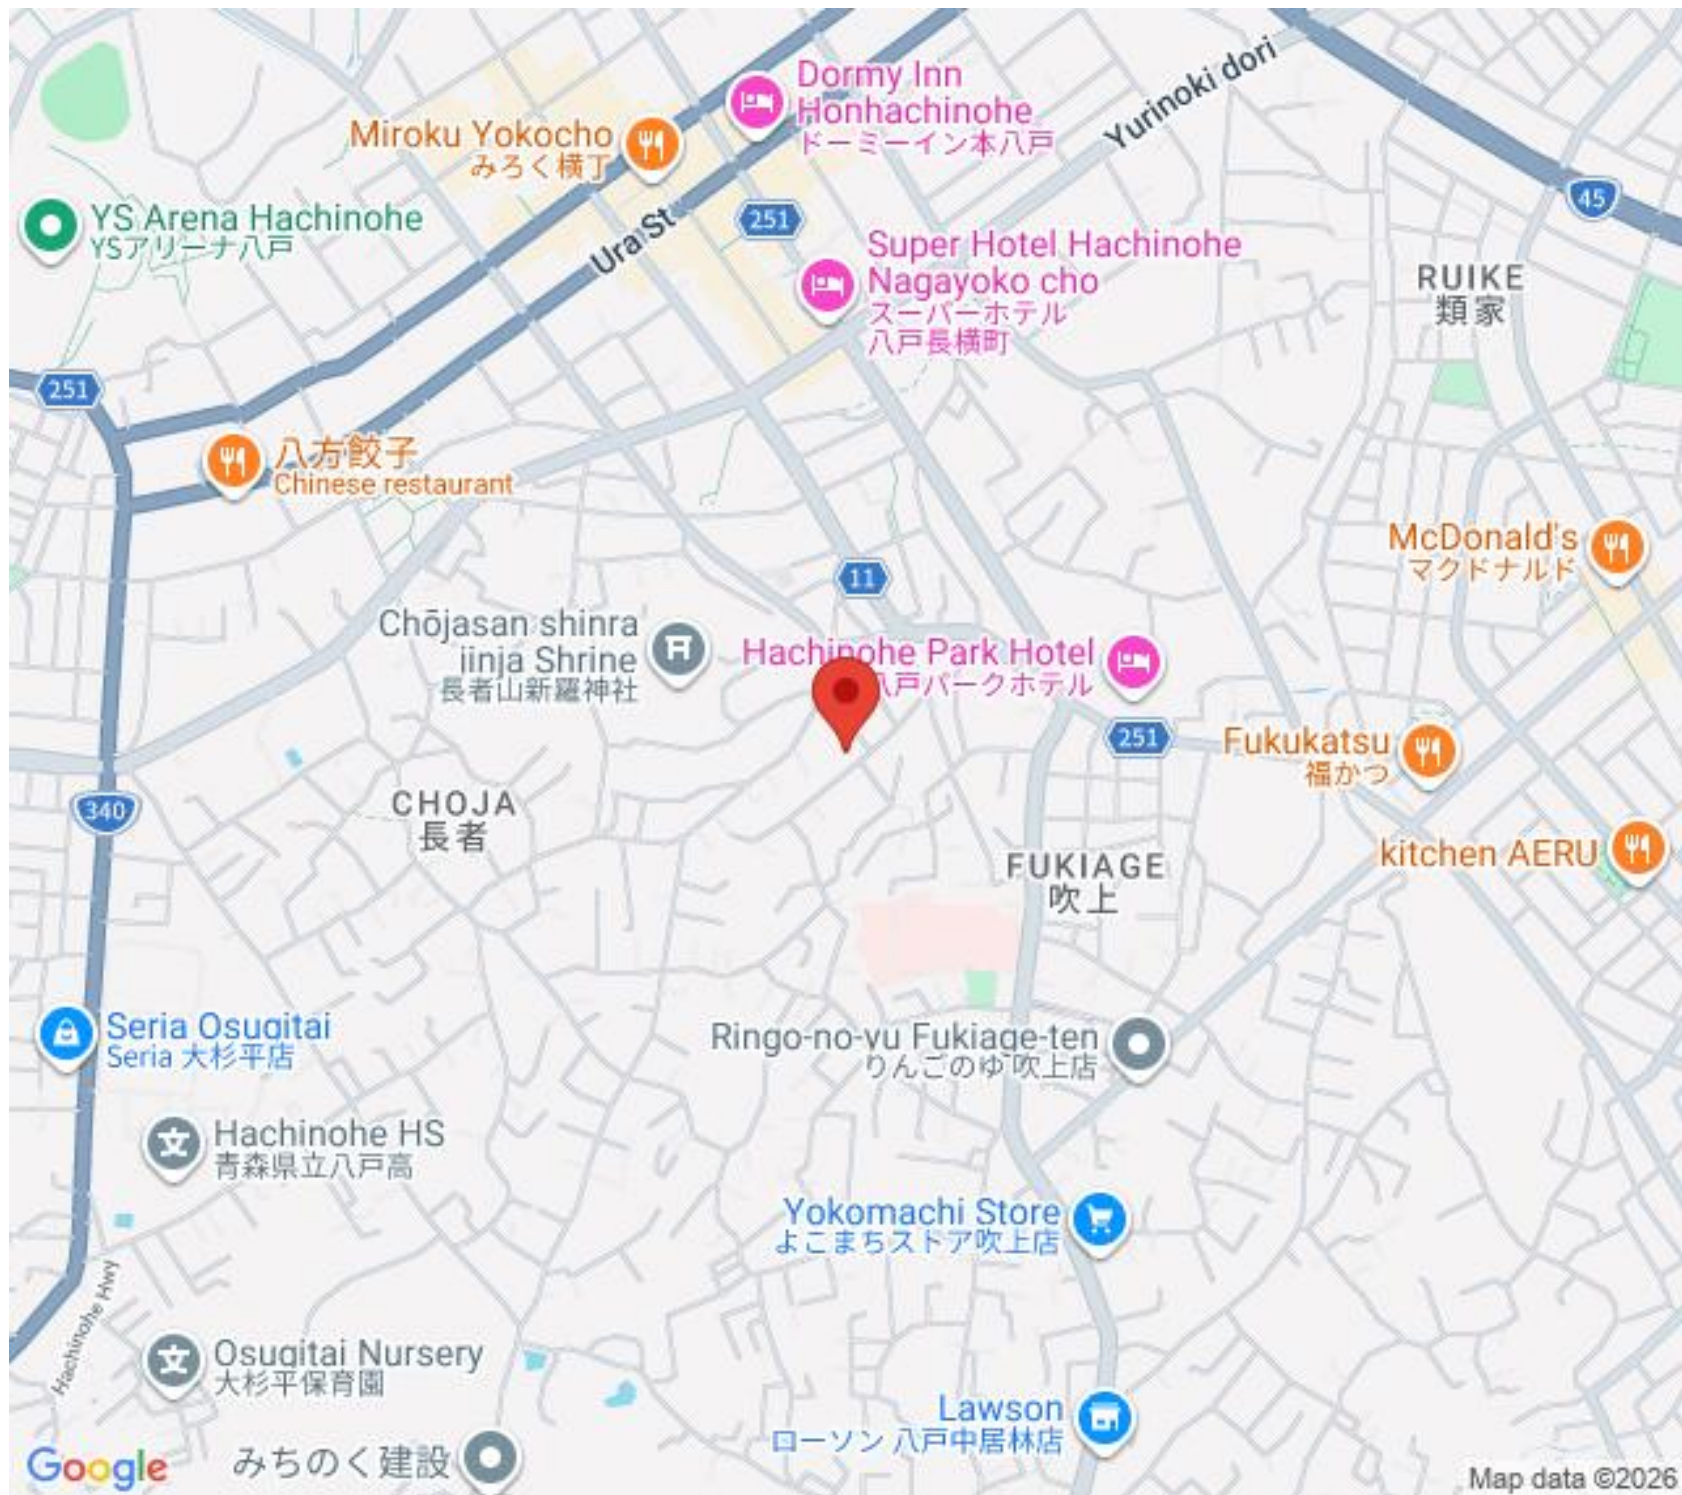 Dormy Inn
Honhachinohe
ドーミーイン本八戸
Yurinoki dori
Miroku Yokocho
みろく横丁
45
YS Arena Hachinohe
YSアリーナ八戸
251
Ura St
Super Hotel Hachinohe
Nagayoko cho
スーパーホテル
八戸長横町
RUIKE
類家
251
八方餃子
Chinese restaurant
McDonald's
マクドナルド
11
Chōjasan shinra
jinja Shrine
長者山新羅神社
Hachinohe Park Hotel
八戸パークホテル
251
Fukukatsu
福かつ
CHOJA
長者
340
kitchen AERU
FUKIAGE
吹上
Seria Osugitai
Seria 大杉平店
Ringo-no-yu Fukiage-ten
りんごのゆ 吹上店
Hachinohe HS
青森県立八戸高
Yokomachi Store
よこまちストア吹上店
Hachinohe Hwy
Osugitai Nursery
大杉平保育園
Lawson
ローソン 八戸中居林店
みちのく建設
Google
Map data ©2026